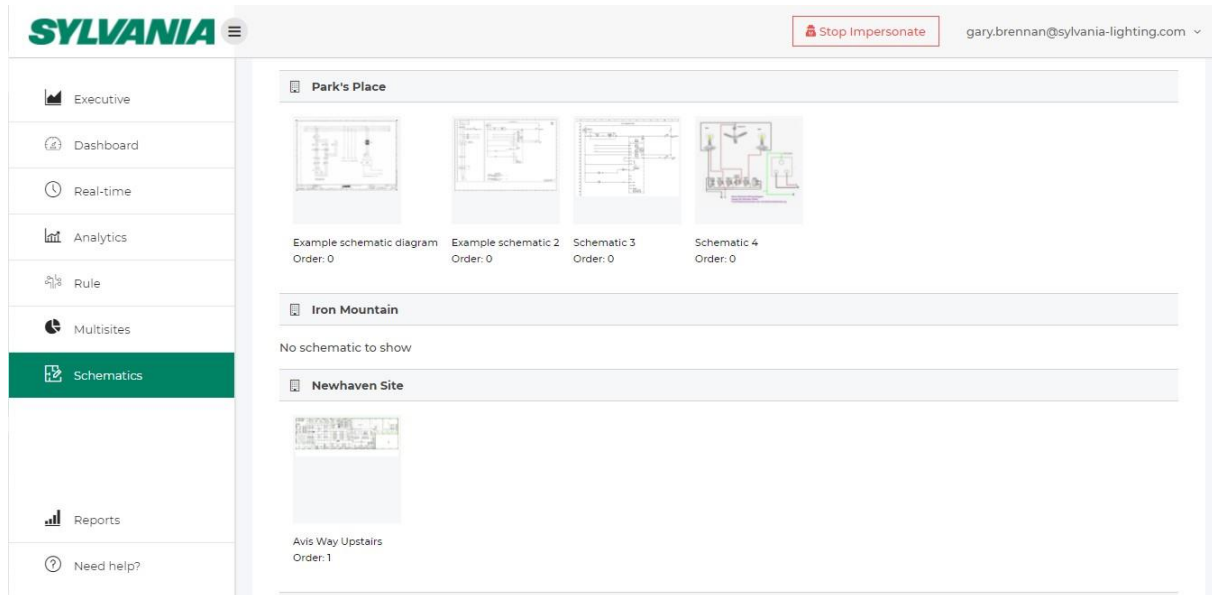 SYLVANIA
Stop Impersonate
gary.brennan@sylvania-lighting.com
Executive
Dashboard
Real-time
Analytics
Rule
Multisites
Schematics
Reports
Need help?
Park's Place
Example schematic diagram
Order: 0
Example schematic 2
Order: 0
Schematic 3
Order: 0
Schematic 4
Order: 0
Iron Mountain
No schematic to show
Newhaven Site
Avis Way Upstairs
Order: 1